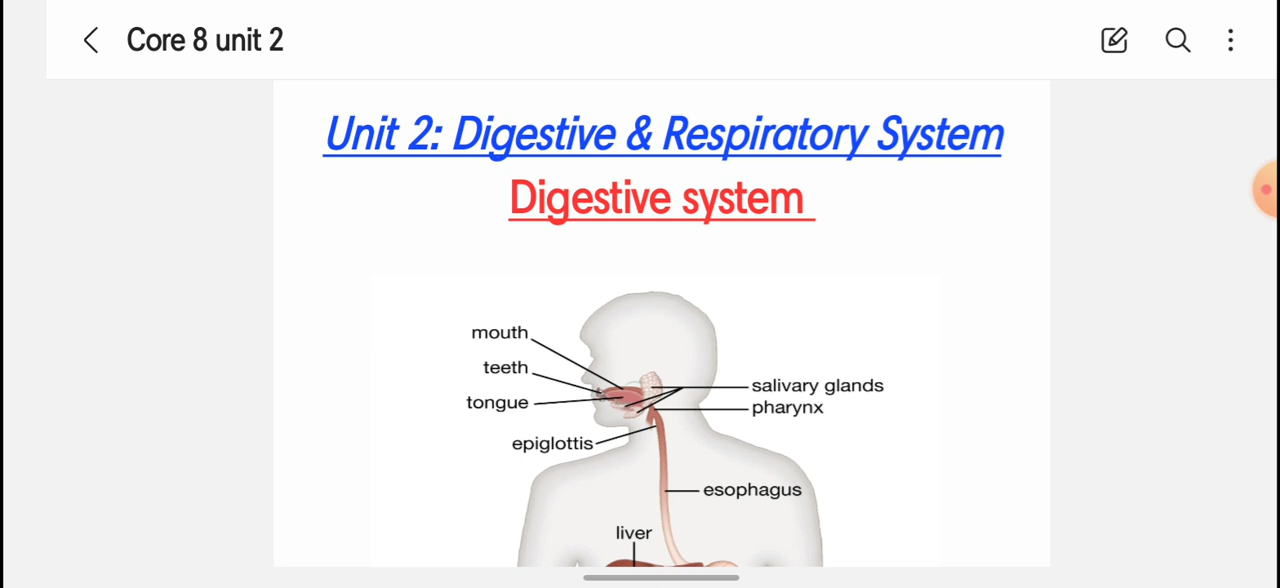 Core 8 unit 2
Unit 2: Digestive & Respiratory System
Digestive system
mouth
teeth
tongue
salivary glands
pharynx
epiglottis
esophagus
liver